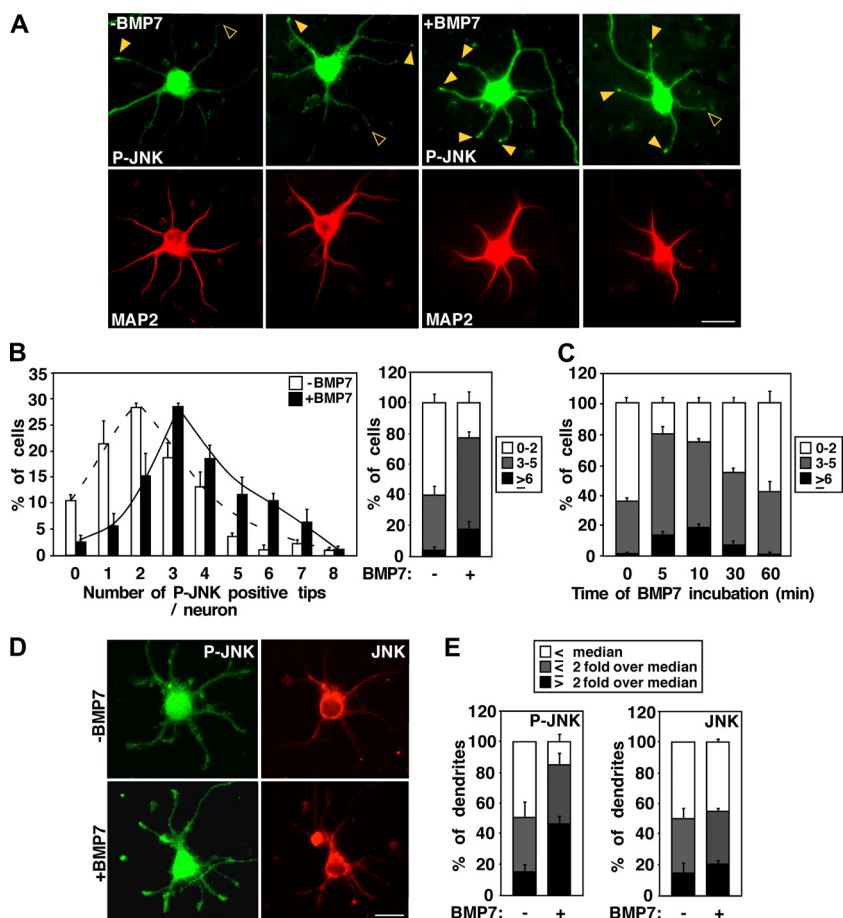 A
-BMP7
+BMP7
P-JNK
P-JNK
MAP2
MAP2
B
35
30
25
20
15
10
5
0
% of cells
-BMP7
+BMP7
0 1 2 3 4 5 6 7 8
Number of P-JNK positive tips
/ neuron
120
100
80
60
40
20
0
% of cells
BMP7: - +
0-2
3-5
≥6
C
120
100
80
60
40
20
0
% of cells
0 5 10 30 60
Time of BMP7 incubation (min)
0-2
3-5
≥6
D
P-JNK
JNK
-BMP7
+BMP7
E
≤ median
≤ 2 fold over median
> 2 fold over median
P-JNK
120
100
80
60
40
20
0
% of dendrites
BMP7: - +
JNK
120
100
80
60
40
20
0
% of dendrites
BMP7: - +